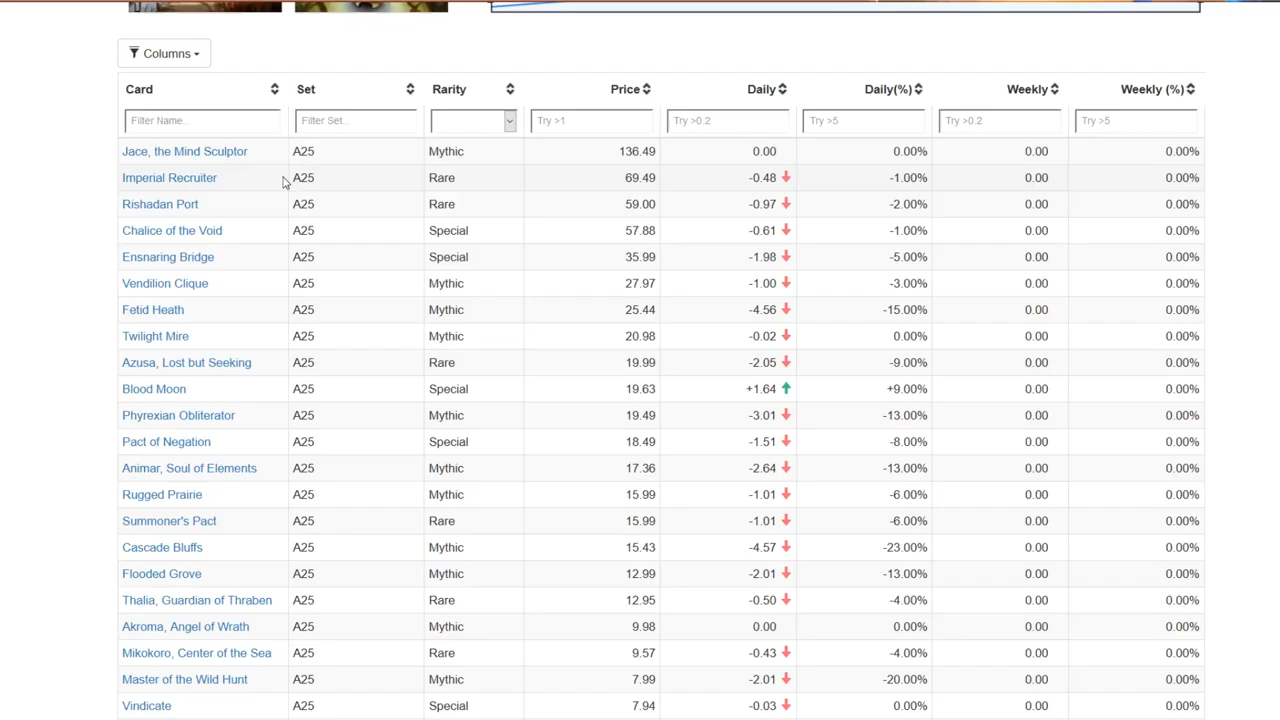 Columns
Card Set Rarity Price Daily Daily(%) Weekly Weekly (%)
Filter Name... Filter Set... Try >1 Try >0.2 Try >5 Try >0.2 Try >5
Jace, the Mind Sculptor A25 Mythic 136.49 0.00 0.00% 0.00 0.00%
Imperial Recruiter A25 Rare 69.49 -0.48 -1.00% 0.00 0.00%
Rishadan Port A25 Rare 59.00 -0.97 -2.00% 0.00 0.00%
Chalice of the Void A25 Special 57.88 -0.61 -1.00% 0.00 0.00%
Ensnaring Bridge A25 Special 35.99 -1.98 -5.00% 0.00 0.00%
Vendilion Clique A25 Mythic 27.97 -1.00 -3.00% 0.00 0.00%
Fetid Heath A25 Mythic 25.44 -4.56 -15.00% 0.00 0.00%
Twilight Mire A25 Mythic 20.98 -0.02 0.00% 0.00 0.00%
Azusa, Lost but Seeking A25 Rare 19.99 -2.05 -9.00% 0.00 0.00%
Blood Moon A25 Special 19.63 +1.64 +9.00% 0.00 0.00%
Phyrexian Obliterator A25 Mythic 19.49 -3.01 -13.00% 0.00 0.00%
Pact of Negation A25 Special 18.49 -1.51 -8.00% 0.00 0.00%
Animar, Soul of Elements A25 Mythic 17.36 -2.64 -13.00% 0.00 0.00%
Rugged Prairie A25 Mythic 15.99 -1.01 -6.00% 0.00 0.00%
Summoner's Pact A25 Rare 15.99 -1.01 -6.00% 0.00 0.00%
Cascade Bluffs A25 Mythic 15.43 -4.57 -23.00% 0.00 0.00%
Flooded Grove A25 Mythic 12.99 -2.01 -13.00% 0.00 0.00%
Thalia, Guardian of Thraben A25 Rare 12.95 -0.50 -4.00% 0.00 0.00%
Akroma, Angel of Wrath A25 Mythic 9.98 0.00 0.00% 0.00 0.00%
Mikokoro, Center of the Sea A25 Rare 9.57 -0.43 -4.00% 0.00 0.00%
Master of the Wild Hunt A25 Mythic 7.99 -2.01 -20.00% 0.00 0.00%
Vindicate A25 Special 7.94 -0.03 0.00% 0.00 0.00%